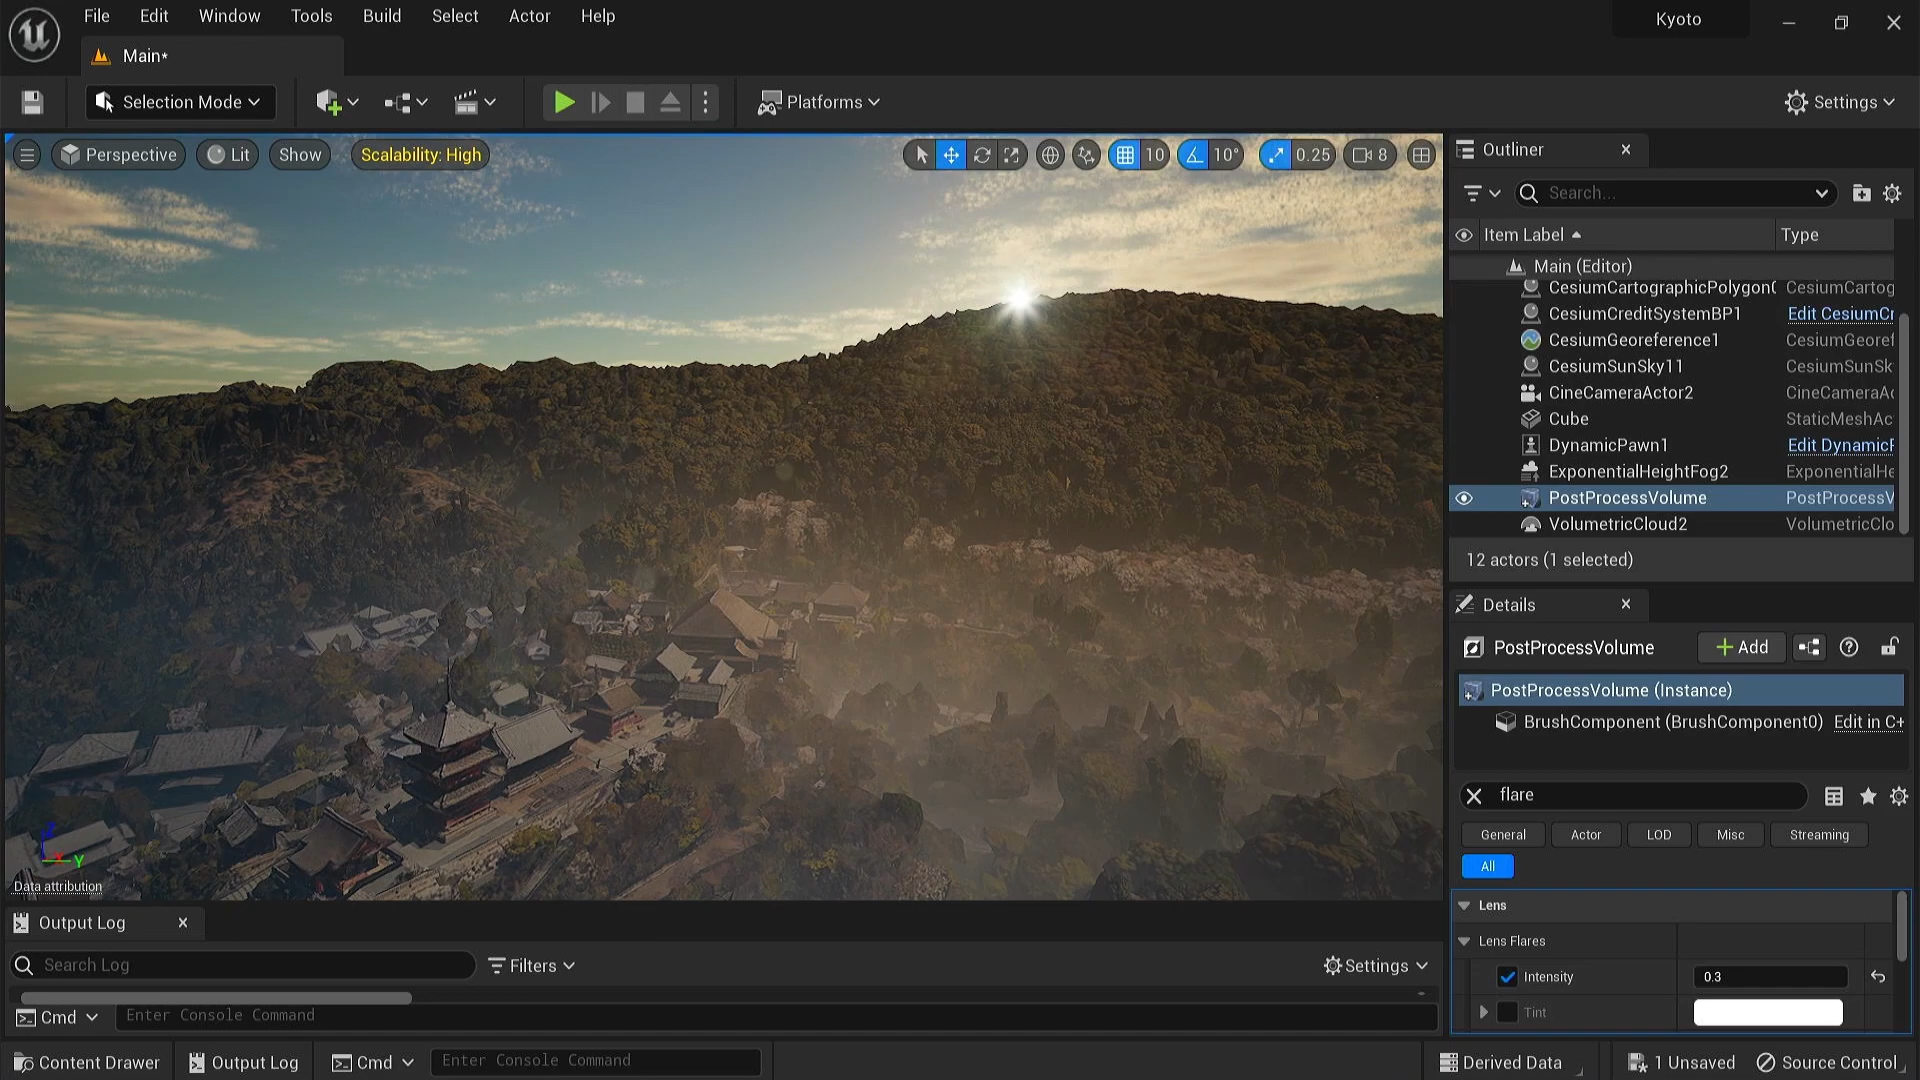 File Edit Window Tools Build Select Actor Help
Kyoto
Main*
Selection Mode
Platforms
Settings
Perspective Lit Show Scalability: High
10 10° 0.25 8
Outliner
Search...
Item Label Type
Main (Editor)
CesiumCartographicPolygon CesiumCartog
CesiumCreditSystemBP1 Edit CesiumCr
CesiumGeoreference1 CesiumGeoref
CesiumSunSky11 CesiumSunSk
CineCameraActor2 CineCameraAc
Cube StaticMeshAc
DynamicPawn1 Edit DynamicP
ExponentialHeightFog2 ExponentialHe
PostProcessVolume PostProcessV
VolumetricCloud2 VolumetricClo
12 actors (1 selected)
Details
PostProcessVolume Add
PostProcessVolume (Instance)
BrushComponent (BrushComponent0) Edit in C+
flare
General Actor LOD Misc Streaming
All
Lens
Lens Flares
Intensity 0.3
Tint
Y
Data attribution
Output Log
Search Log
Filters
Settings
Cmd
Enter Console Command
Content Drawer Output Log Cmd Enter Console Command
Derived Data 1 Unsaved Source Control